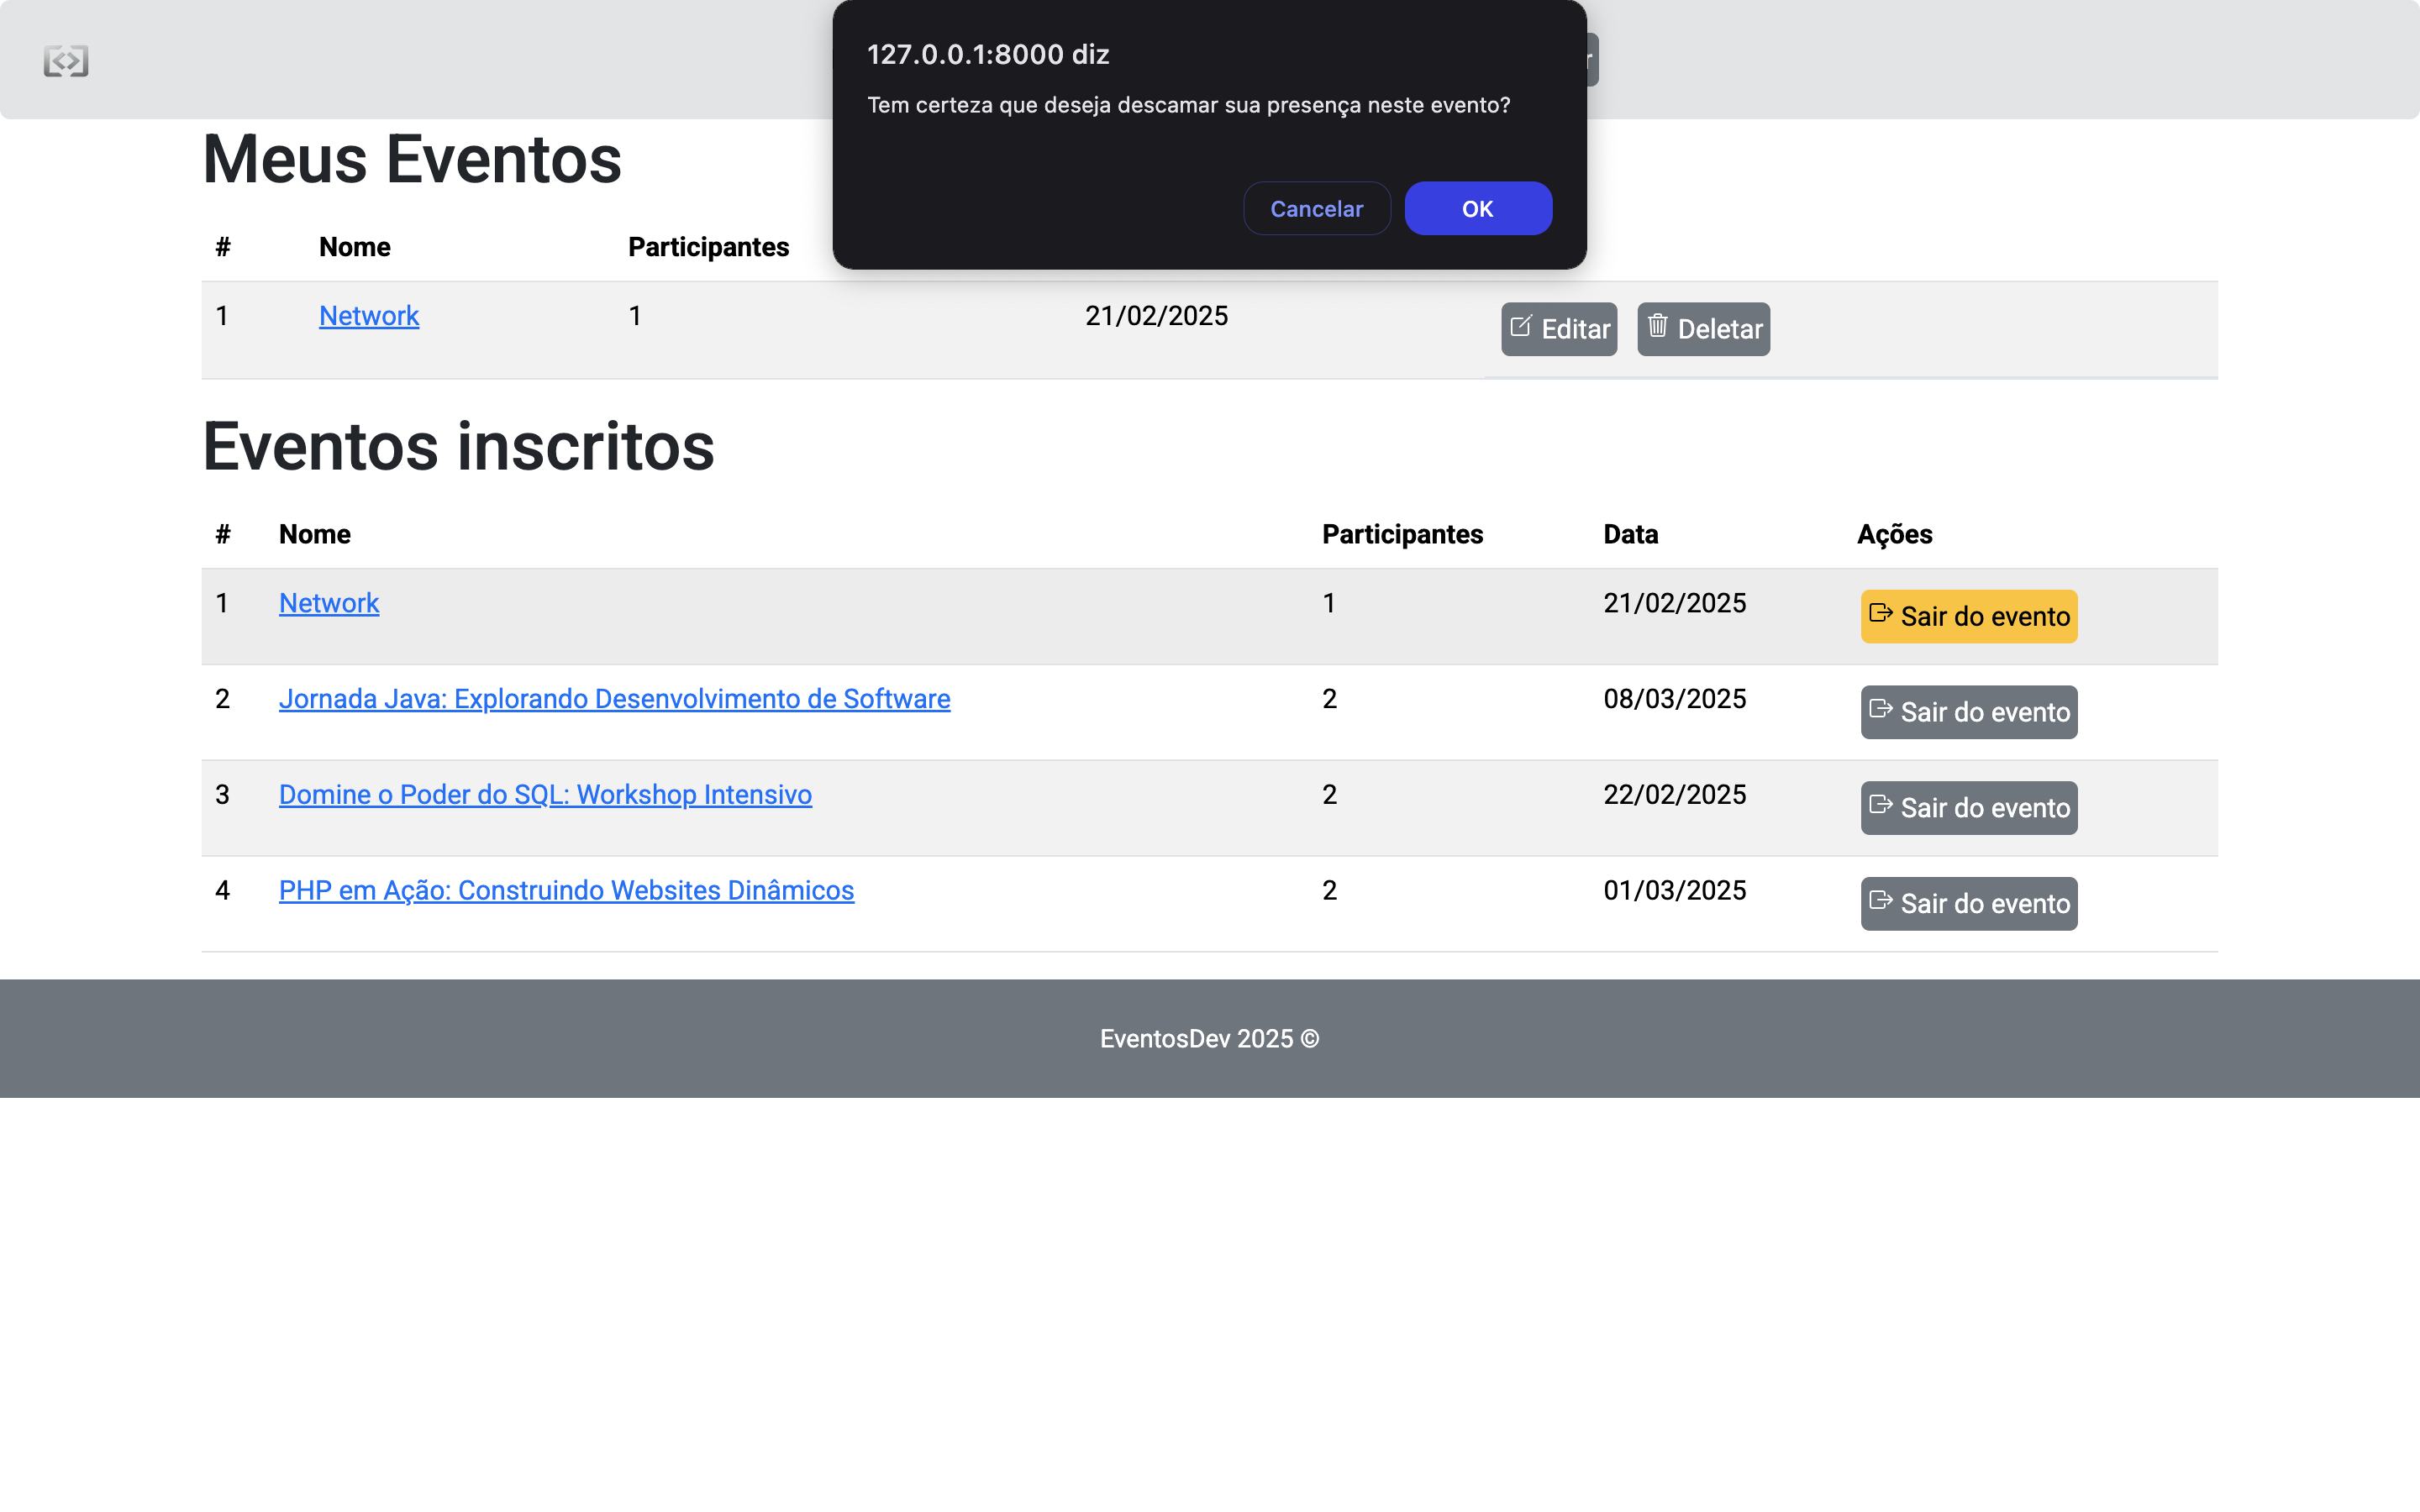 127.0.0.1:8000 diz
Tem certeza que deseja descamar sua presença neste evento?
Cancelar OK
Meus Eventos
# Nome Participantes
1 Network 1 21/02/2025 Editar Deletar
Eventos inscritos
# Nome Participantes Data Ações
1 Network 1 21/02/2025 Sair do evento
2 Jornada Java: Explorando Desenvolvimento de Software 2 08/03/2025 Sair do evento
3 Domine o Poder do SQL: Workshop Intensivo 2 22/02/2025 Sair do evento
4 PHP em Ação: Construindo Websites Dinâmicos 2 01/03/2025 Sair do evento
EventosDev 2025 ©